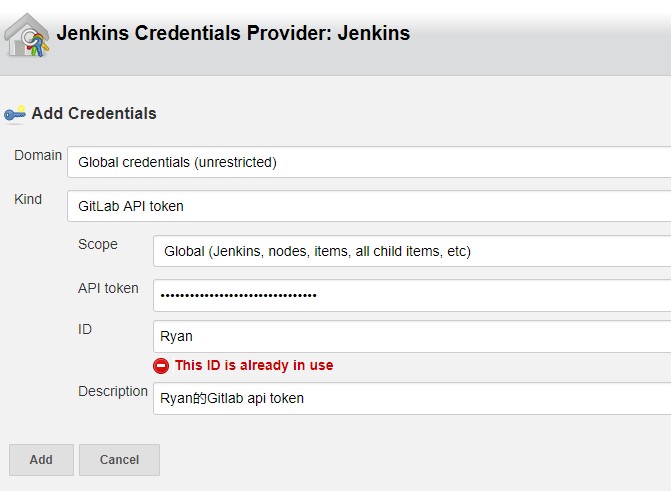 Jenkins Credentials Provider: Jenkins
Add Credentials
Domain
Global credentials (unrestricted)
Kind
GitLab API token
Scope
Global (Jenkins, nodes, items, all child items, etc)
API token
••••••••••••••••••••••••••••••••
ID
Ryan
This ID is already in use
Description
Ryan的Gitlab api token
Add
Cancel